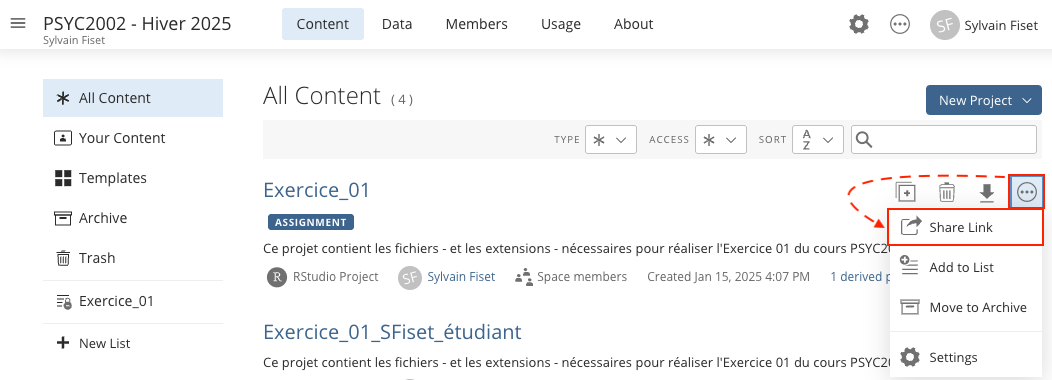 PSYC2002 - Hiver 2025
Sylvain Fiset
Content Data Members Usage About
SF Sylvain Fiset
All Content
Your Content
Templates
Archive
Trash
Exercice_01
New List
All Content ( 4 )
New Project
TYPE ACCESS SORT A Z
Exercice_01
ASSIGNMENT
Ce projet contient les fichiers - et les extensions - nécessaires pour réaliser l'Exercice 01 du cours PSYC2
R RStudio Project SF Sylvain Fiset Space members Created Jan 15, 2025 4:07 PM 1 derived
Share Link
Add to List
Move to Archive
Settings
Exercice_01_SFiset_étudiant
Ce projet contient les fichiers - et les extensions - nécessaires pour réaliser l'Exercice 01 du cours PSYC2